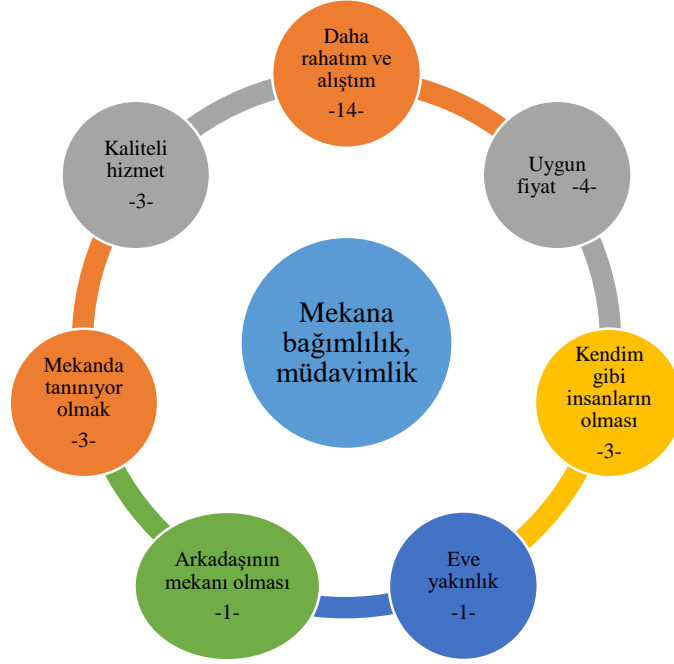 Daha
rahatım ve
alıştım
-14-
Uygun
fiyat -4-
Kendim
gibi
insanların
olması
-3-
Eve
yakınlık
-1-
Arkadaşının
mekanı olması
-1-
Mekanda
tanınıyor
olmak
-3-
Kaliteli
hizmet
-3-
Mekana
bağımlılık,
müdavimlik